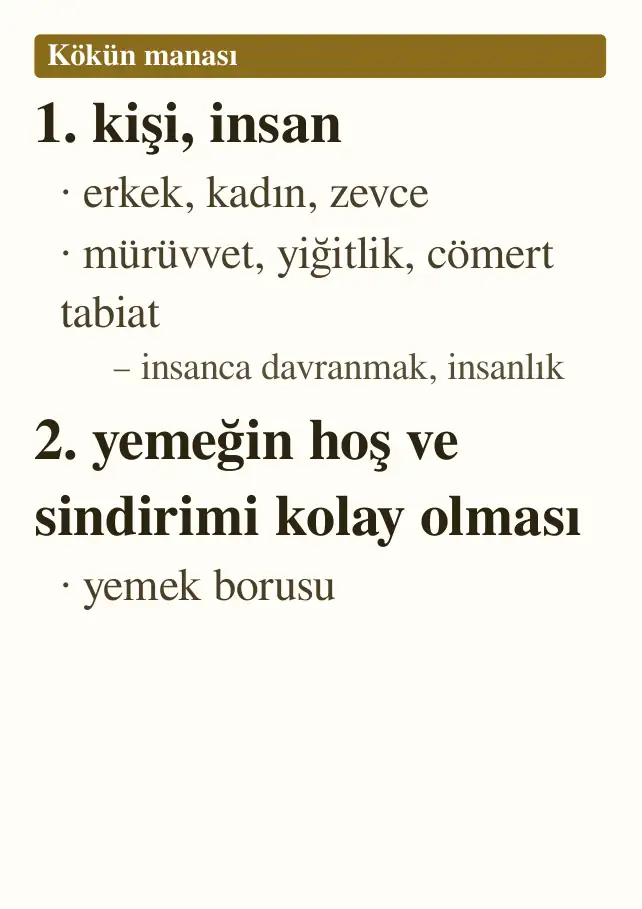 Kökün manası
1. kişi, insan
· erkek, kadın, zevce
· mürüvvet, yiğitlik, cömert
tabiat
– insanca davranmak, insanlık
2. yemeğin hoş ve
sindirimi kolay olması
· yemek borusu